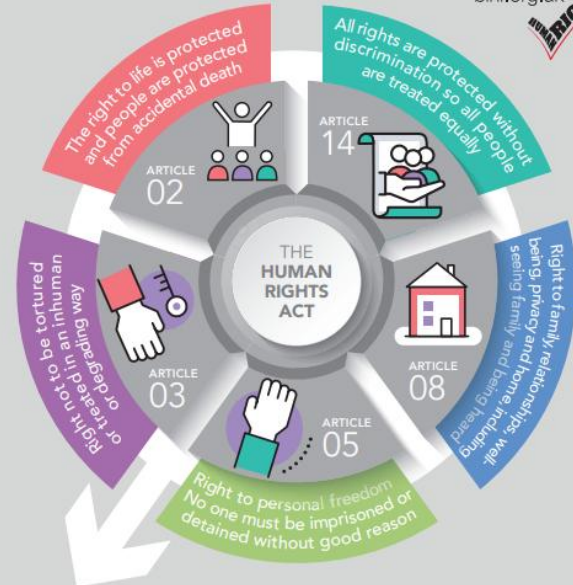 The right to life is protected
and people are protected
from accidental death
ARTICLE
02
All rights are protected without
discrimination so all people
are treated equally
ARTICLE
14
THE
HUMAN
RIGHTS
ACT
Right not to be tortured
or treated in an inhuman
or degrading way
ARTICLE
03
Right to family relationships, well-
being, privacy and home, including
seeing family and being heard
ARTICLE
08
ARTICLE
05
Right to personal freedom
No one must be imprisoned or
detained without good reason